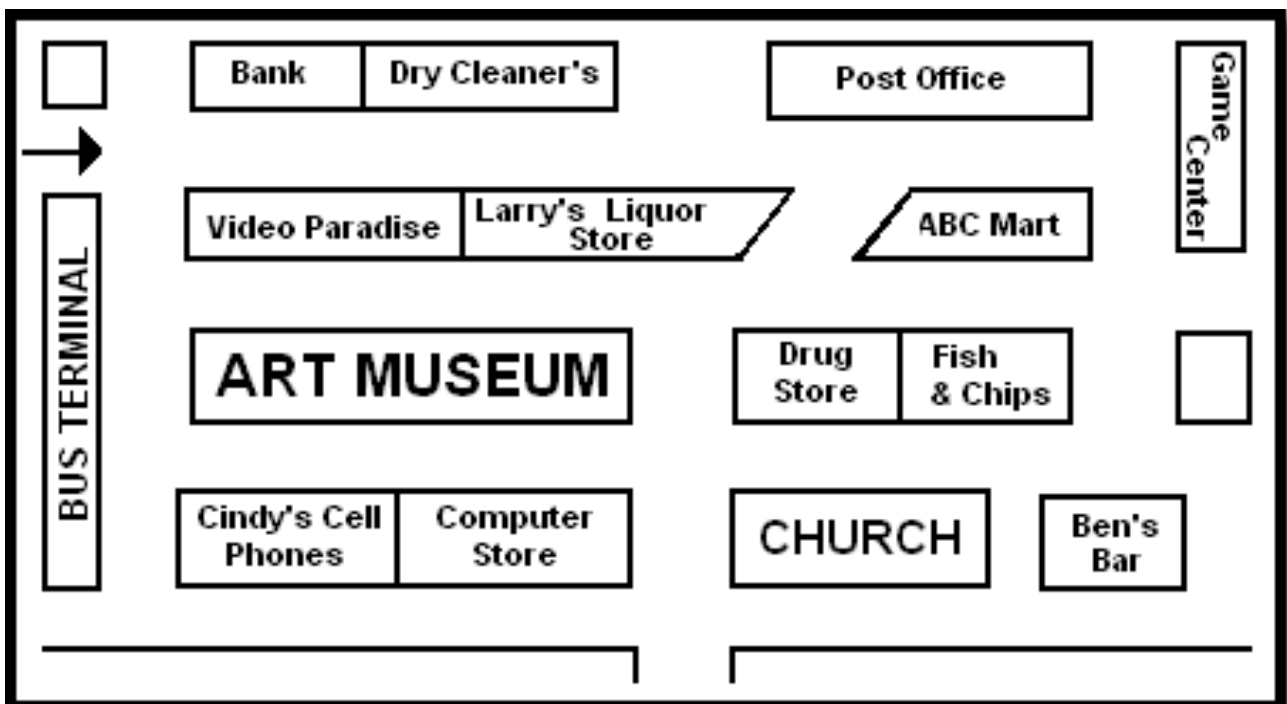 Bank
Dry Cleaner's
Post Office
Game
Center
Video Paradise
Larry's Liquor
Store
ABC Mart
BUS TERMINAL
ART MUSEUM
Drug
Store
Fish
& Chips
Cindy's Cell
Phones
Computer
Store
CHURCH
Ben's
Bar